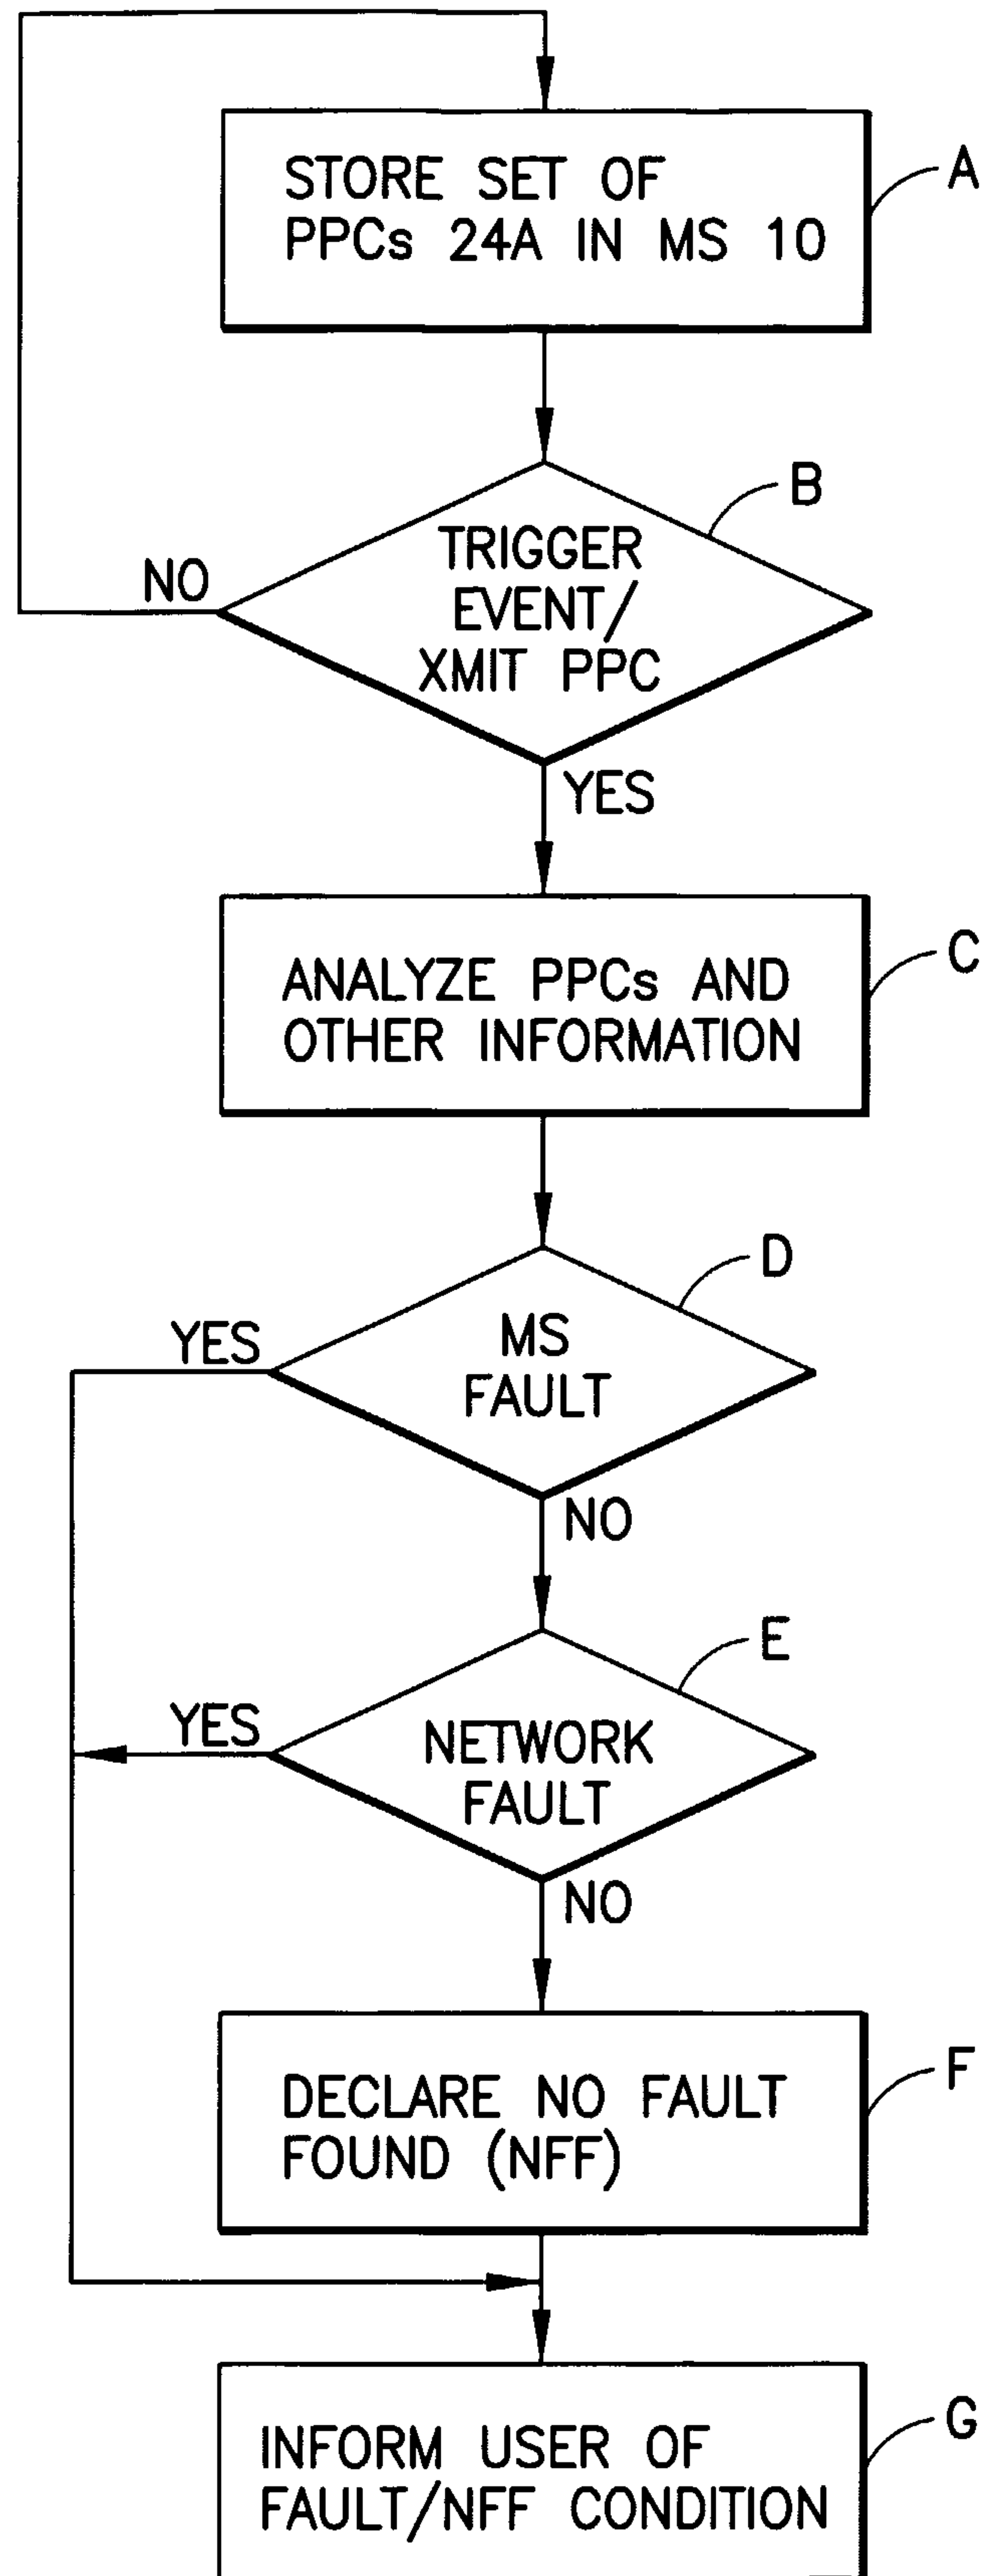 STORE SET OF
PPCs 24A IN MS 10
A
B
TRIGGER
EVENT/
XMIT PPC
NO
YES
ANALYZE PPCs AND
OTHER INFORMATION
C
D
MS
FAULT
YES
NO
E
NETWORK
FAULT
YES
NO
DECLARE NO FAULT
FOUND (NFF)
F
INFORM USER OF
FAULT/NFF CONDITION
G